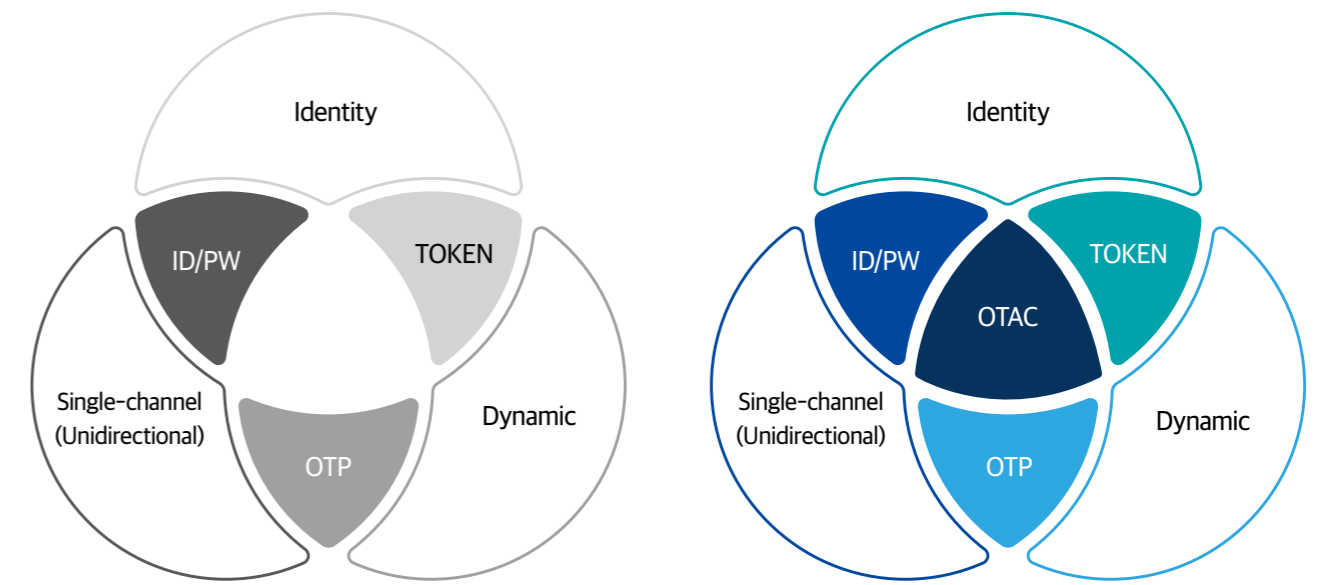 Identity
ID/PW
TOKEN
Single-channel
(Unidirectional)
Dynamic
OTP
Identity
ID/PW
TOKEN
OTAC
Single-channel
(Unidirectional)
Dynamic
OTP